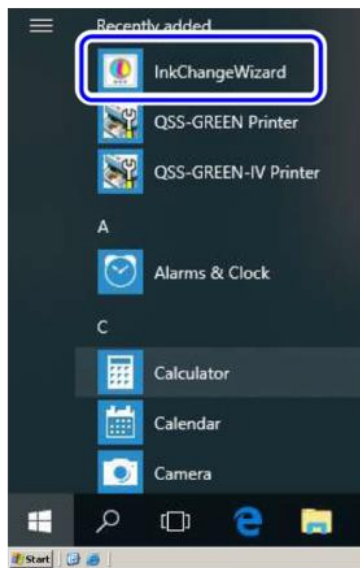 Recently added
InkChangeWizard
QSS-GREEN Printer
QSS-GREEN-IV Printer
A
Alarms & Clock
C
Calculator
Calendar
Camera
Start